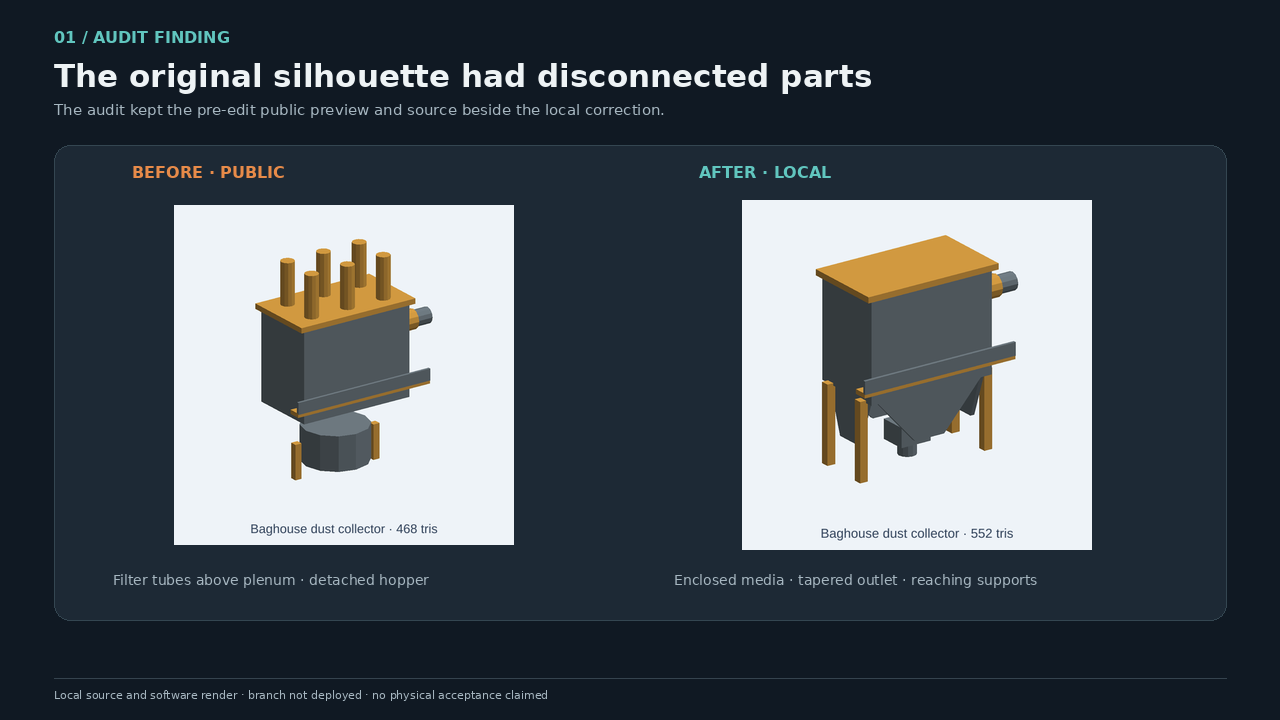 01 / AUDIT FINDING
The original silhouette had disconnected parts
The audit kept the pre-edit public preview and source beside the local correction.
BEFORE · PUBLIC
Baghouse dust collector · 468 tris
Filter tubes above plenum · detached hopper
AFTER · LOCAL
Baghouse dust collector · 552 tris
Enclosed media · tapered outlet · reaching supports
Local source and software render · branch not deployed · no physical acceptance claimed